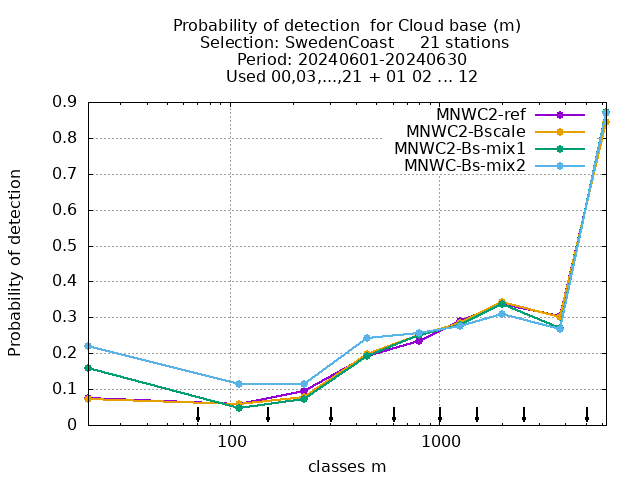 Probability of detection  for Cloud base (m)
Selection: SwedenCoast     21 stations
Period: 20240601-20240630
Used 00,03,...,21 + 01 02 ... 12
MNWC2-ref
MNWC2-Bscale
MNWC2-Bs-mix1
MNWC-Bs-mix2
Probability of detection
0.9
0.8
0.7
0.6
0.5
0.4
0.3
0.2
0.1
0
100
1000
classes m